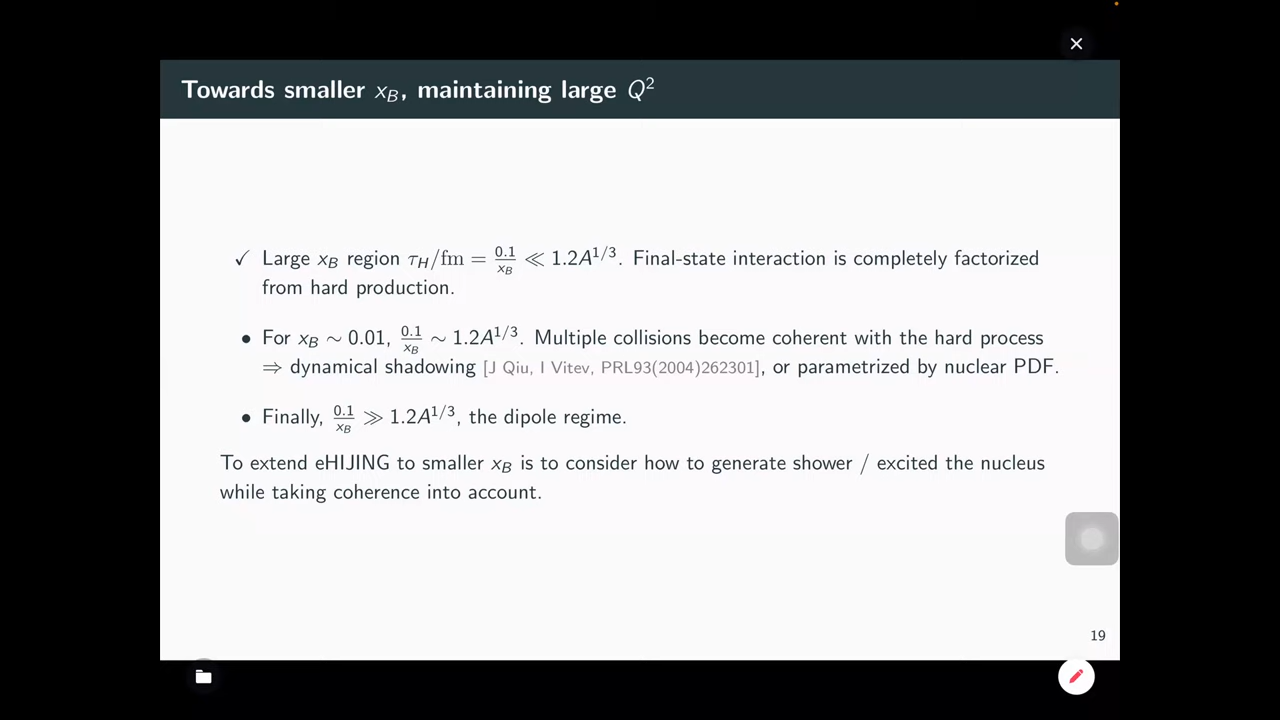 Towards smaller x_B, maintaining large Q²
✓ Large x_B region τ_H/fm = 0.1/x_B ≪ 1.2A^{1/3}. Final-state interaction is completely factorized
from hard production.
• For x_B ∼ 0.01, 0.1/x_B ∼ 1.2A^{1/3}. Multiple collisions become coherent with the hard process
⇒ dynamical shadowing [J Qiu, I Vitev, PRL93(2004)262301], or parametrized by nuclear PDF.
• Finally, 0.1/x_B ≫ 1.2A^{1/3}, the dipole regime.
To extend eHIJING to smaller x_B is to consider how to generate shower / excited the nucleus
while taking coherence into account.
19